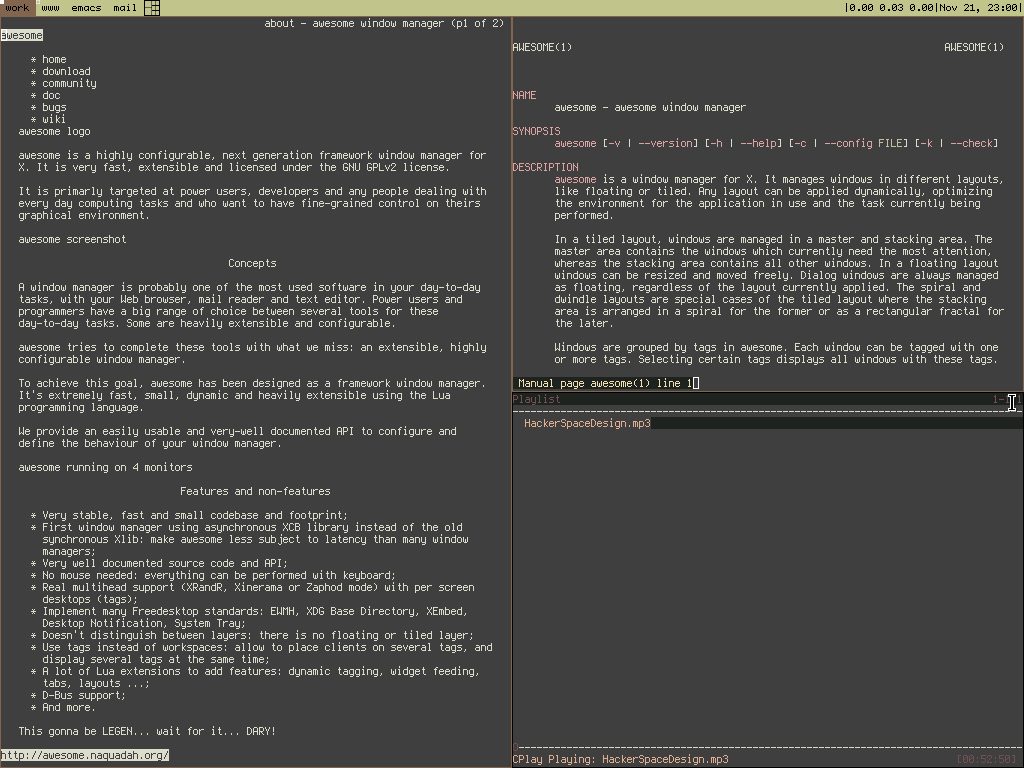 work www emacs mail |0.00 0.03 0.00|Nov 21, 23:00|
about - awesome window manager (p1 of 2)
awesome
* home
* download
* community
* doc
* bugs
* wiki
awesome logo
awesome is a highly configurable, next generation framework window manager for
X. It is very fast, extensible and licensed under the GNU GPLv2 license.
It is primarly targeted at power users, developers and any people dealing with
every day computing tasks and who want to have fine-grained control on theirs
graphical environment.
awesome screenshot
Concepts
A window manager is probably one of the most used software in your day-to-day
tasks, with your Web browser, mail reader and text editor. Power users and
programmers have a big range of choice between several tools for these
day-to-day tasks. Some are heavily extensible and configurable.
awesome tries to complete these tools with what we miss: an extensible, highly
configurable window manager.
To achieve this goal, awesome has been designed as a framework window manager.
It's extremely fast, small, dynamic and heavily extensible using the Lua
programming language.
We provide an easily usable and very-well documented API to configure and
define the behaviour of your window manager.
awesome running on 4 monitors
Features and non-features
* Very stable, fast and small codebase and footprint;
* First window manager using asynchronous XCB library instead of the old
synchronous Xlib: make awesome less subject to latency than many window
managers;
* Very well documented source code and API;
* No mouse needed: everything can be performed with keyboard;
* Real multihead support (XRandR, Xinerama or Zaphod mode) with per screen
desktops (tags);
* Implement many Freedesktop standards: EWMH, XDG Base Directory, XEmbed,
Desktop Notification, System Tray;
* Doesn't distinguish between layers: there is no floating or tiled layer;
* Use tags instead of workspaces: allow to place clients on several tags, and
display several tags at the same time;
* A lot of Lua extensions to add features: dynamic tagging, widget feeding,
tabs, layouts ...;
* D-Bus support;
* And more.
This gonna be LEGEN... wait for it... DARY!
http://awesome.naquadah.org/
AWESOME(1) AWESOME(1)
NAME
awesome - awesome window manager
SYNOPSIS
awesome [-v | --version] [-h | --help] [-c | --config FILE] [-k | --check]
DESCRIPTION
awesome is a window manager for X. It manages windows in different layouts,
like floating or tiled. Any layout can be applied dynamically, optimizing
the environment for the application in use and the task currently being
performed.
In a tiled layout, windows are managed in a master and stacking area. The
master area contains the windows which currently need the most attention,
whereas the stacking area contains all other windows. In a floating layout
windows can be resized and moved freely. Dialog windows are always managed
as floating, regardless of the layout currently applied. The spiral and
dwindle layouts are special cases of the tiled layout where the stacking
area is arranged in a spiral for the former or as a rectangular fractal for
the later.
Windows are grouped by tags in awesome. Each window can be tagged with one
or more tags. Selecting certain tags displays all windows with these tags.
Manual page awesome(1) line 1
Playlist
HackerSpaceDesign.mp3
CPlay Playing: HackerSpaceDesign.mp3 [00:52:50]